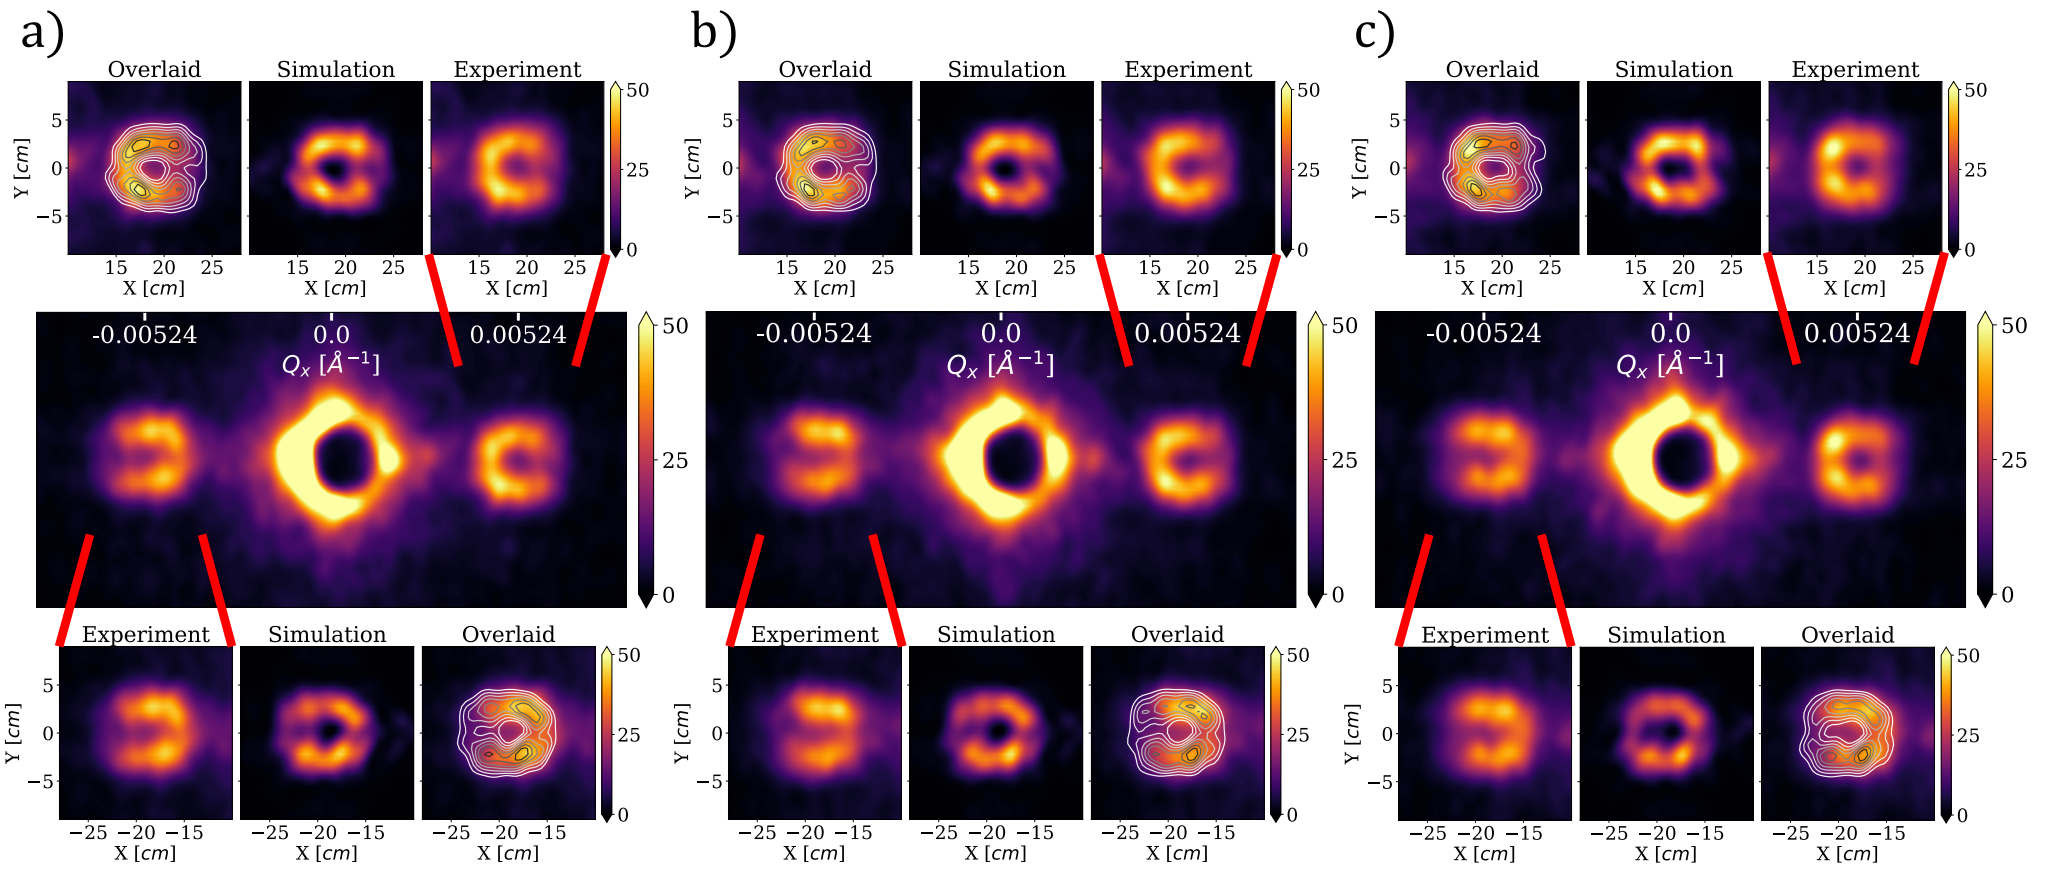 a) b) c)
Overlaid Simulation Experiment Overlaid Simulation Experiment Overlaid Simulation Experiment
50 50 50
5 5 5
Y [cm] 0 25 Y [cm] 0 25 Y [cm] 0 25
−5 −5 −5
0 0 0
15 20 25 15 20 25 15 20 25 15 20 25 15 20 25 15 20 25 15 20 25 15 20 25 15 20 25
X [cm] X [cm] X [cm] X [cm] X [cm] X [cm] X [cm] X [cm] X [cm]
-0.00524 0.0 0.00524 50 -0.00524 0.0 0.00524 50 -0.00524 0.0 0.00524 50
Qₓ [Å⁻¹] Qₓ [Å⁻¹] Qₓ [Å⁻¹]
25 25 25
0 0 0
Experiment Simulation Overlaid Experiment Simulation Overlaid Experiment Simulation Overlaid
50 50 50
5 5 5
Y [cm] 0 25 Y [cm] 0 25 Y [cm] 0 25
−5 −5 −5
0 0 0
−25 −20 −15 −25 −20 −15 −25 −20 −15 −25 −20 −15 −25 −20 −15 −25 −20 −15 −25 −20 −15 −25 −20 −15 −25 −20 −15
X [cm] X [cm] X [cm] X [cm] X [cm] X [cm] X [cm] X [cm] X [cm]